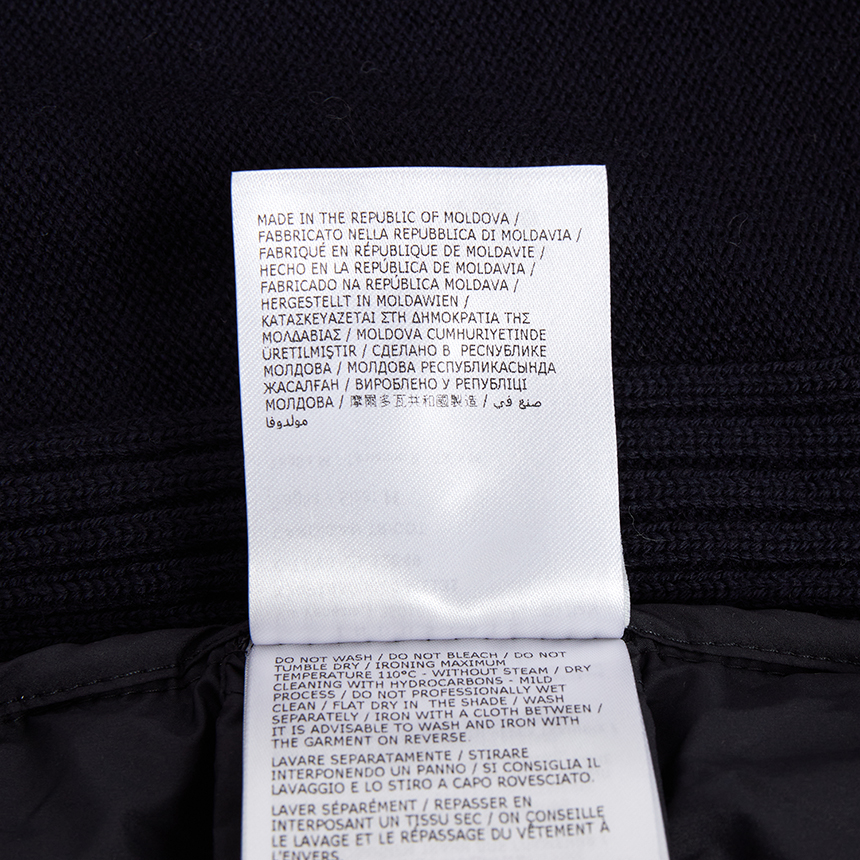 MADE IN THE REPUBLIC OF MOLDOVA /
FABBRICATO NELLA REPUBBLICA DI MOLDAVIA /
FABRIQUÉ EN RÉPUBLIQUE DE MOLDAVIE /
HECHO EN LA REPÚBLICA DE MOLDAVIA /
FABRICADO NA REPÚBLICA MOLDAVA /
HERGESTELLT IN MOLDAWIEN /
ΚΑΤΑΣΚΕΥΑΖΕΤΑΙ ΣΤΗ ΔΗΜΟΚΡΑΤΙΑ ΤΗΣ
ΜΟΛΔΑΒΙΑΣ / MOLDOVA CUMHURIYETINDE
ÜRETILMIŞTIR / СДЕЛАНО В РЕСПУБЛИКЕ
МОЛДОВА / МОЛДОВА РЕСПУБЛИКАСЫНДА
ЖАСАЛҒАН / ВИРОБЛЕНО У РЕПУБЛІЦІ
МОЛДОВА / 摩爾多瓦共和國製造 / صنع في
مولدوفا
DO NOT WASH / DO NOT BLEACH / DO NOT
TUMBLE DRY / IRONING MAXIMUM
TEMPERATURE 110°C - WITHOUT STEAM / DRY
CLEANING WITH HYDROCARBONS - MILD
PROCESS / DO NOT PROFESSIONALLY WET
CLEAN / FLAT DRY IN THE SHADE / WASH
SEPARATELY / IRON WITH A CLOTH BETWEEN /
IT IS ADVISABLE TO WASH AND IRON WITH
THE GARMENT ON REVERSE.
LAVARE SEPARATAMENTE / STIRARE
INTERPONENDO UN PANNO / SI CONSIGLIA IL
LAVAGGIO E LO STIRO A CAPO ROVESCIATO.
LAVER SÉPARÉMENT / REPASSER EN
INTERPOSANT UN TISSU SEC / ON CONSEILLE
LE LAVAGE ET LE RÉPASSAGE DU VÊTEMENT À
L'ENVERS